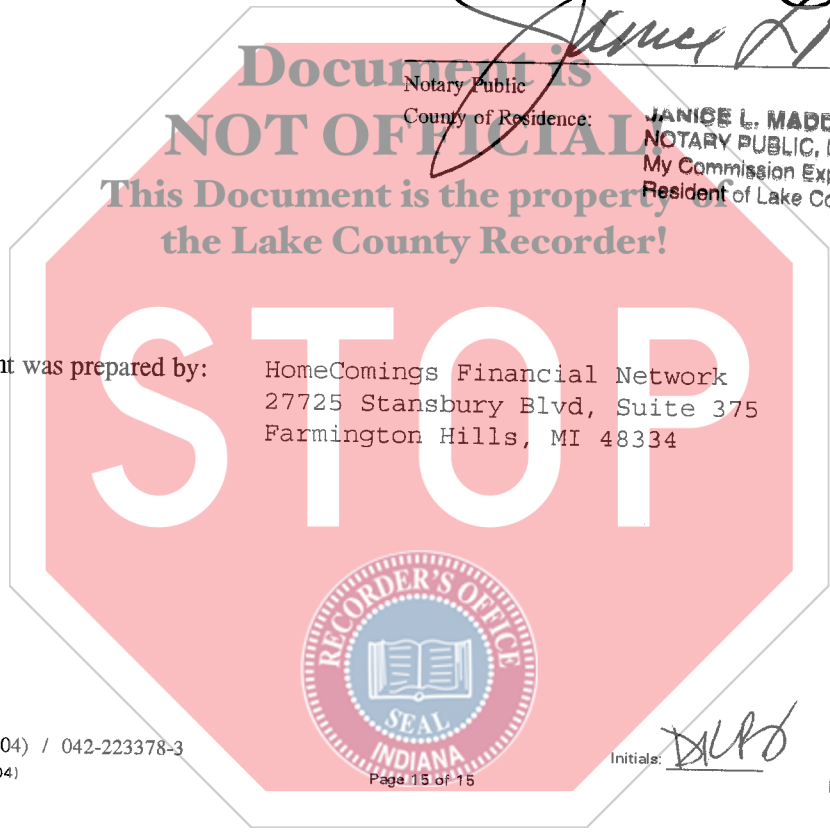 Janice L
Document is
Notary Public
County of Residence:
JANICE L. MADD
NOT OFFICIAL!
NOTARY PUBLIC,
My Commission Exp
This Document is the property of
Resident of Lake Co
the Lake County Recorder!
STOP
nt was prepared by:
HomeComings Financial Network
27725 Stansbury Blvd, Suite 375
Farmington Hills, MI 48334
RECORDER'S OFFICE
SEAL
INDIANA
04) / 042-223378-3
04)
Page 15 of 15
Initials: